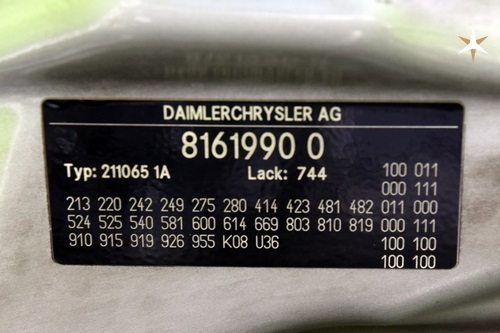 DAIMLERCHRYSLER AG
8161990 0
Typ: 211065 1A Lack: 744 100 011
000 111
213 220 242 249 275 280 414 423 481 482 011 000
524 525 540 581 600 614 669 803 810 819 000 111
910 915 919 926 955 K08 U36 100 100
100 100